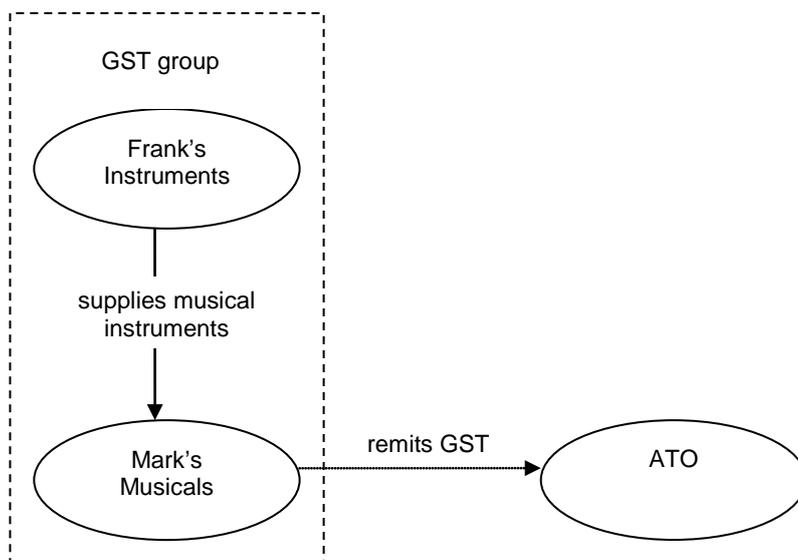 GST group
Frank’s
Instruments
supplies musical
instruments
Mark’s
Musicals
remits GST
ATO